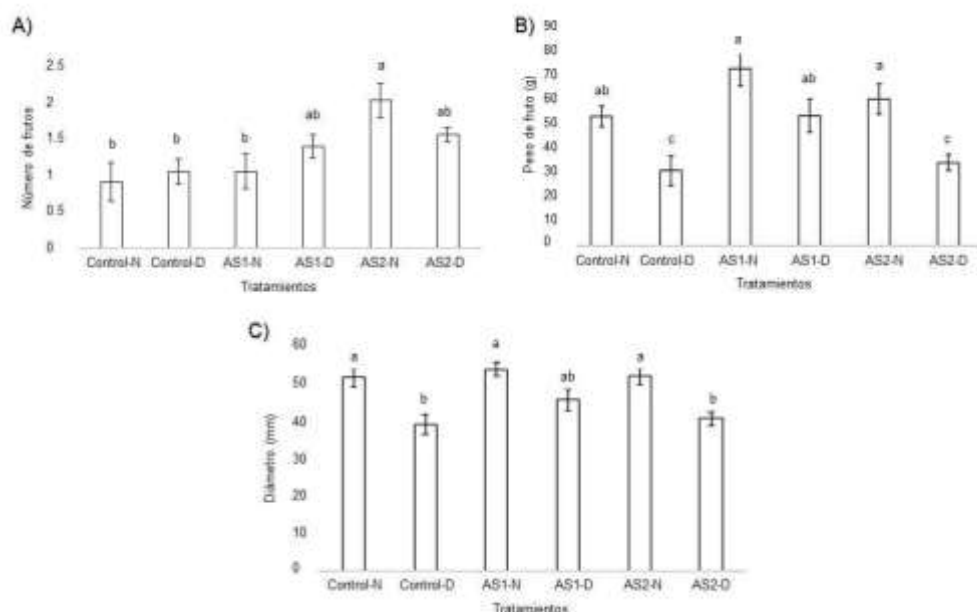 A)
Número de frutos
2.5
2
1.5
1
0.5
0
b
b
b
ab
a
ab
Control-N Control-D AS1-N AS1-D AS2-N AS2-D
Tratamientos
B)
Peso de fruto (g)
90
80
70
60
50
40
30
20
10
0
ab
c
a
ab
a
c
Control-N Control-D AS1-N AS1-D AS2-N AS2-D
Tratamientos
C)
Diámetro (mm)
60
50
40
30
20
10
0
a
b
a
ab
a
b
Control-N Control-D AS1-N AS1-D AS2-N AS2-D
Tratamientos